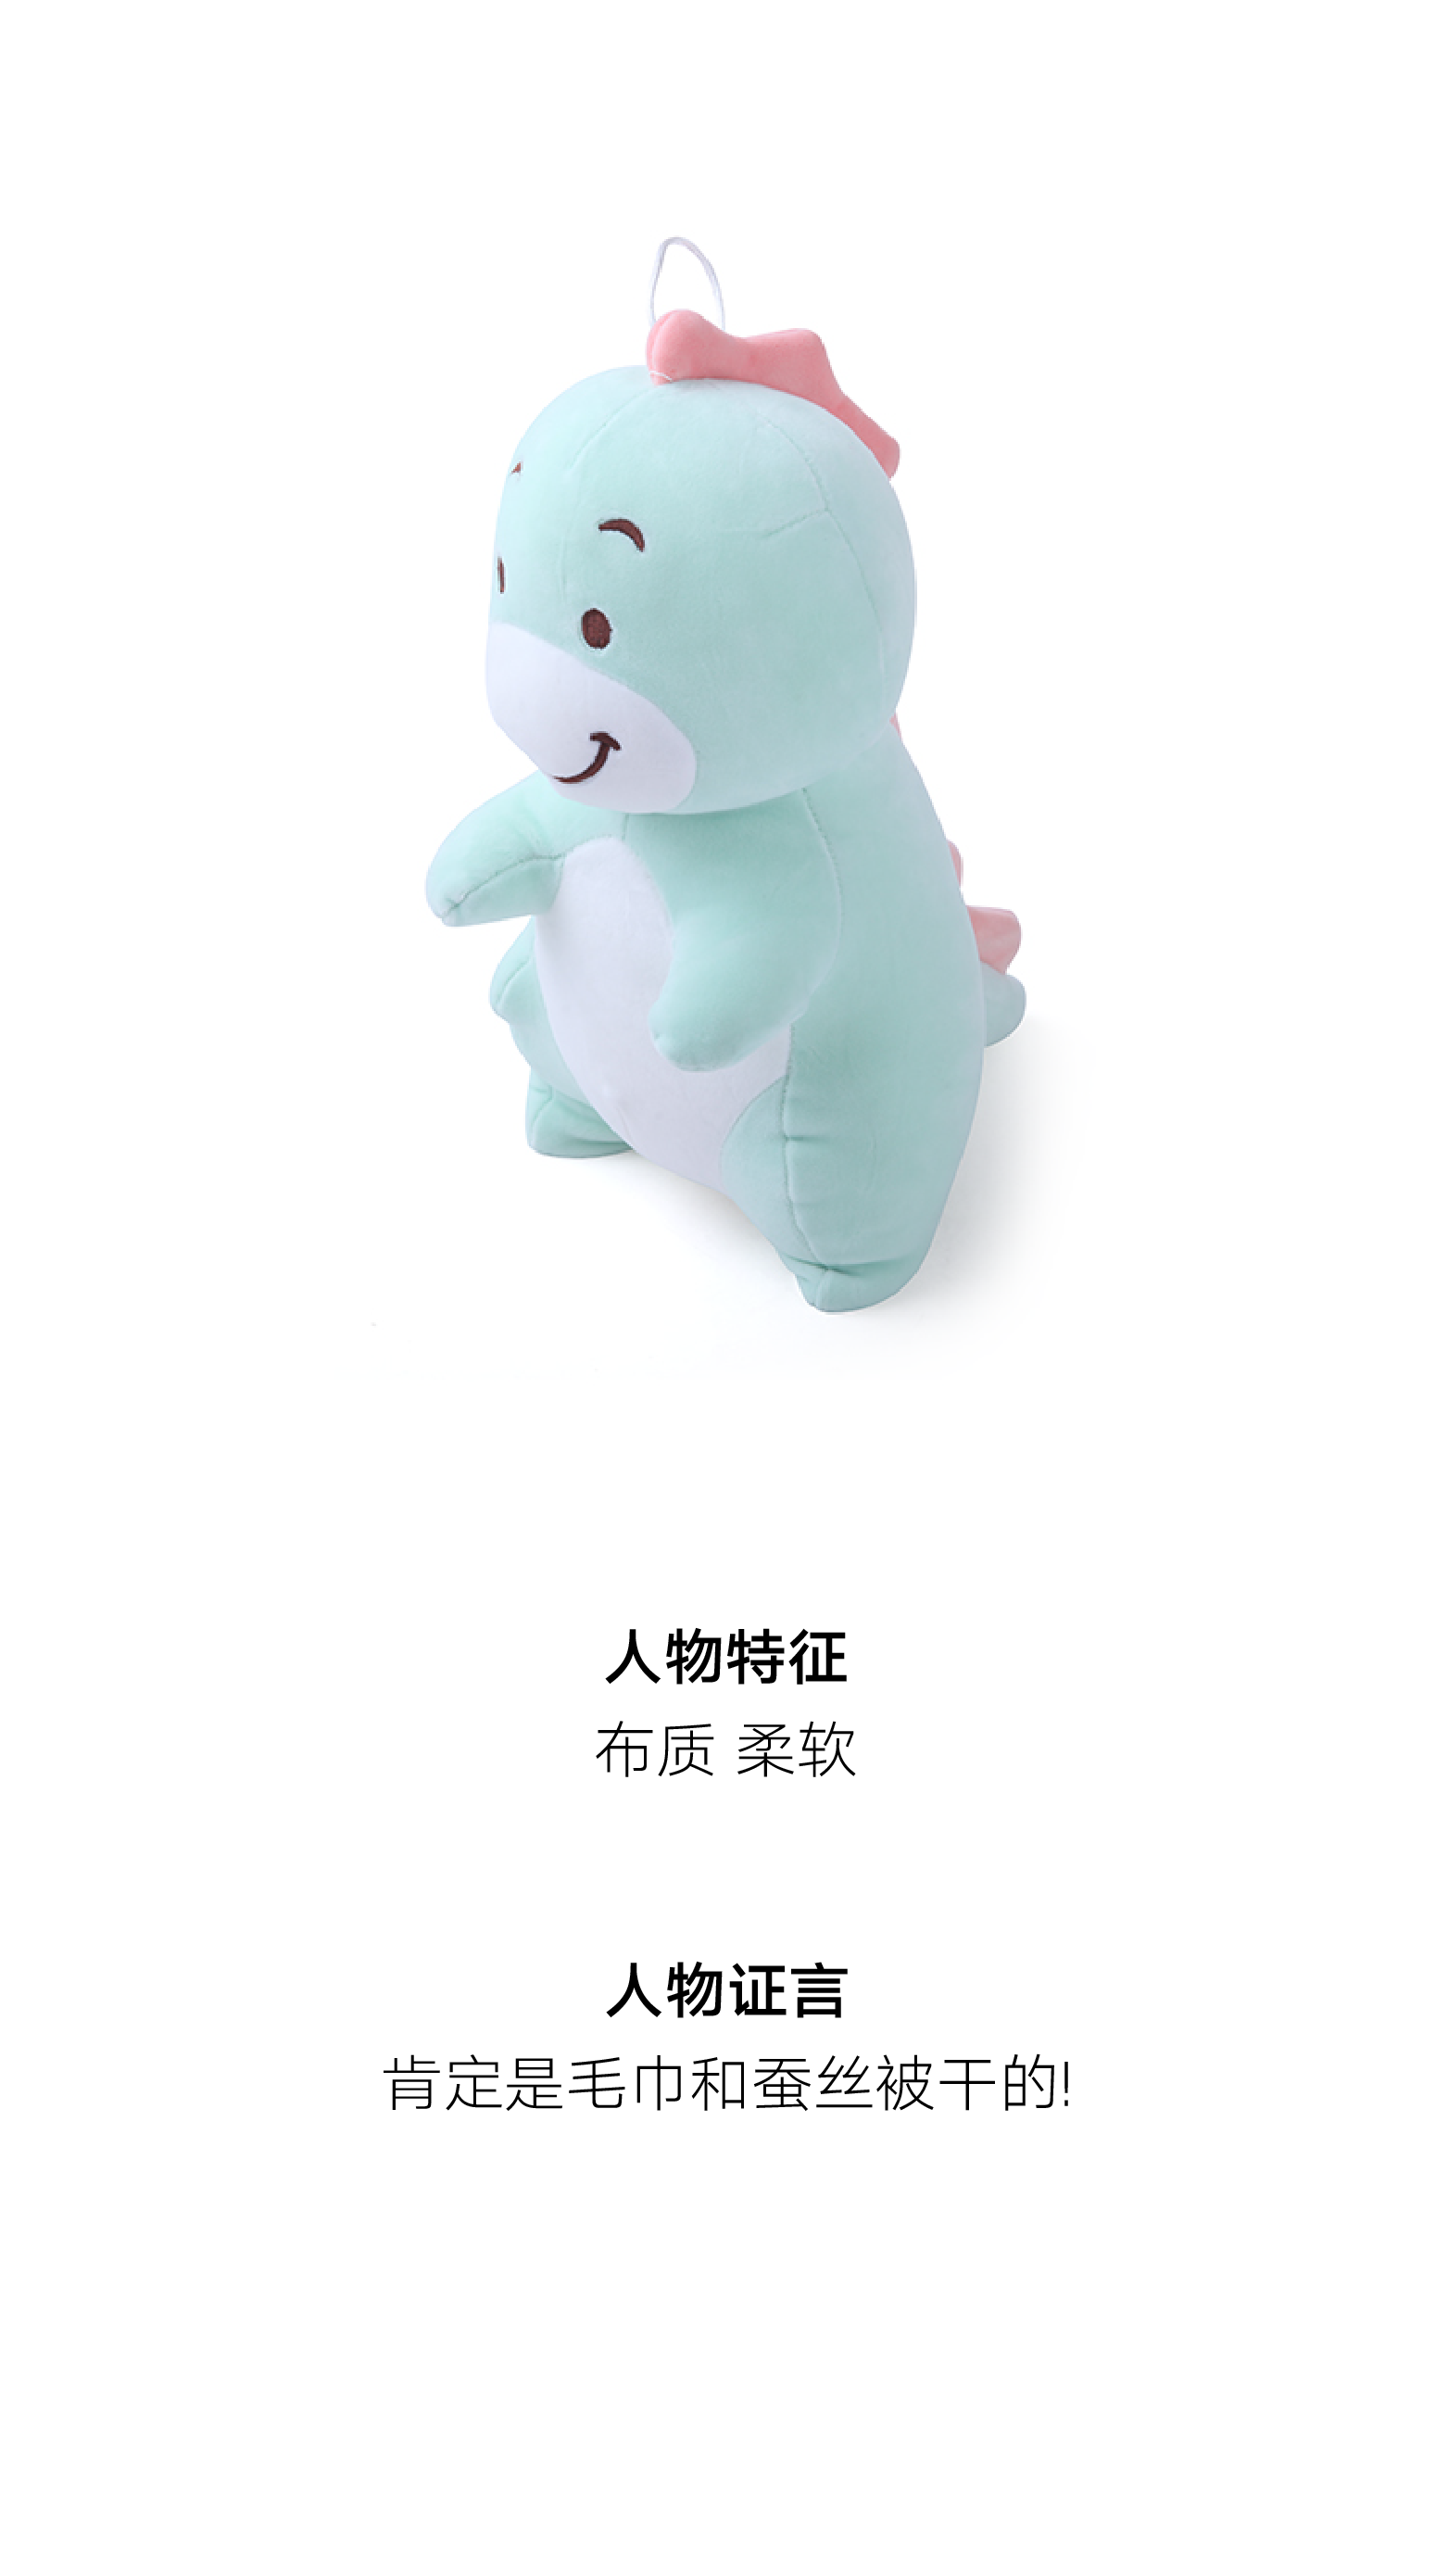 人物特征
布质 柔软
人物证言
肯定是毛巾和蚕丝被干的!